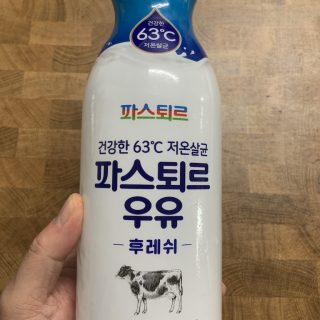 건강한
63℃
저온살균
파스퇴르
건강한 63℃ 저온살균
파스퇴르
우유
후레쉬